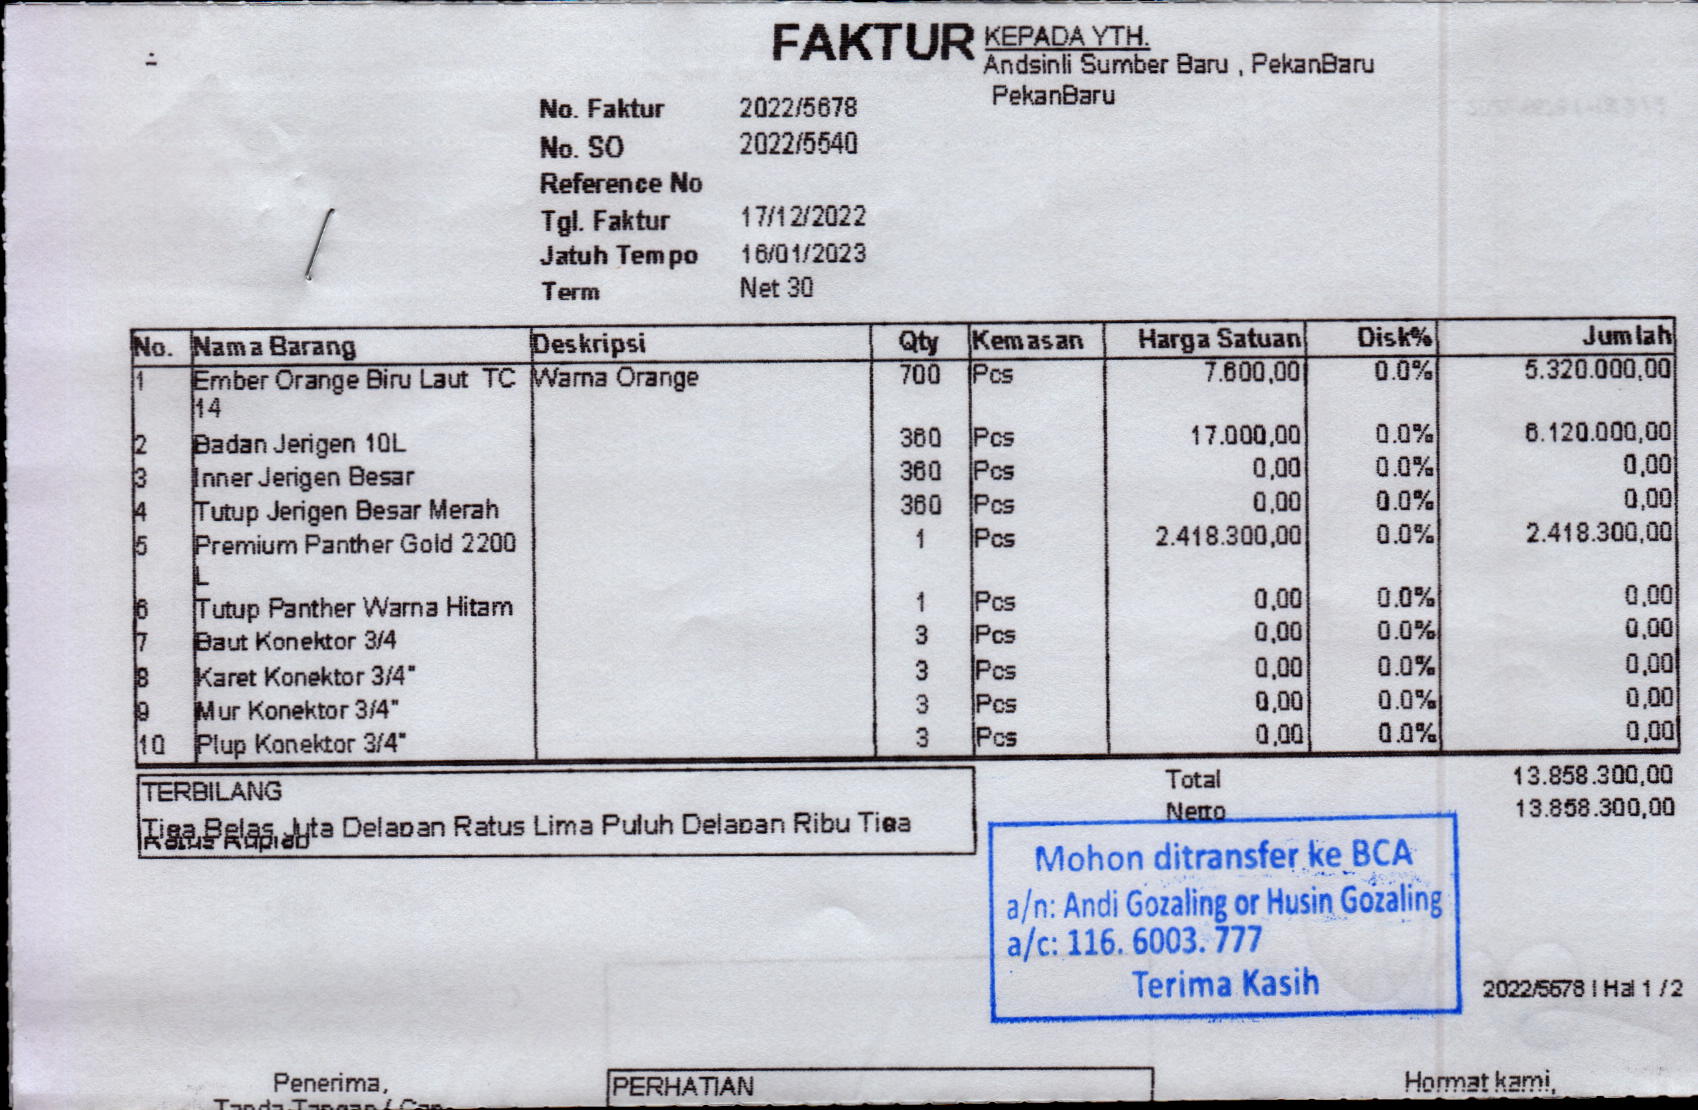 FAKTUR
KEPADA YTH.
Andsinli Sumber Baru , PekanBaru
PekanBaru
No. Faktur 2022/5678
No. SO 2022/5540
Reference No
Tgl. Faktur 17/12/2022
Jatuh Tempo 16/01/2023
Term Net 30
No. Nama Barang Deskripsi Qty Kemasan Harga Satuan Disk% Jumlah
1 Ember Orange Biru Laut TC Warna Orange 700 Pcs 7.600,00 0.0% 5.320.000,00
14
2 Badan Jerigen 10L 360 Pcs 17.000,00 0.0% 6.120.000,00
3 Inner Jerigen Besar 360 Pcs 0,00 0.0% 0,00
4 Tutup Jerigen Besar Merah 360 Pcs 0,00 0.0% 0,00
5 Premium Panther Gold 2200 1 Pcs 2.418.300,00 0.0% 2.418.300,00
L
6 Tutup Panther Warna Hitam 1 Pcs 0,00 0.0% 0,00
7 Baut Konektor 3/4 3 Pcs 0,00 0.0% 0,00
8 Karet Konektor 3/4" 3 Pcs 0,00 0.0% 0,00
9 Mur Konektor 3/4" 3 Pcs 0,00 0.0% 0,00
10 Plup Konektor 3/4" 3 Pcs 0,00 0.0% 0,00
TERBILANG
Tiga Belas Juta Delapan Ratus Lima Puluh Delapan Ribu Tiga
Ratus Rupiah
Total 13.858.300,00
Netto 13.858.300,00
Mohon ditransfer ke BCA
a/n: Andi Gozaling or Husin Gozaling
a/c: 116. 6003. 777
Terima Kasih
2022/5678 | Hal 1 / 2
Penerima,
Tanda Tangan / Cap
PERHATIAN
Hormat kami,